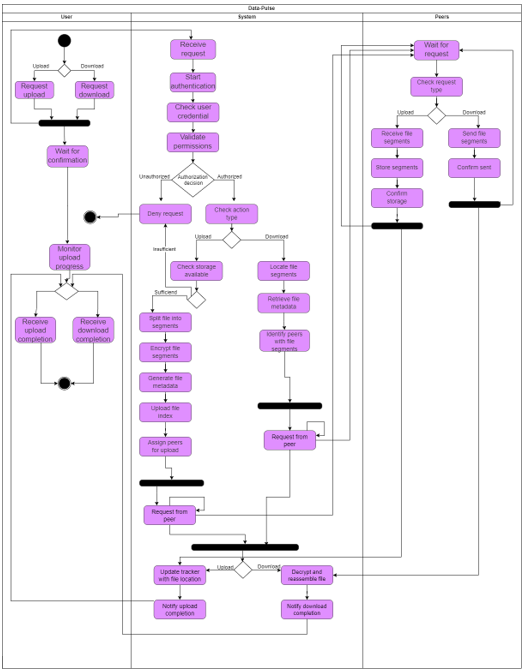 Data-Pulse
User
System
Peers
Upload
Download
Request
upload
Request
download
Wait for
confirmation
Monitor
upload
progress
Receive
upload
completion
Receive
download
completion
Receive
request
Start
authentication
Check user
credential
Validate
permissions
Authorization
decision
Unauthorized
Authorized
Deny request
Check action
type
Upload
Download
Insufficient
Check storage
available
Sufficiend
Split file into
segments
Encrypt file
segments
Generate file
metadata
Upload file
index
Assign peers
for upload
Request from
peer
Locate file
segments
Retrieve file
metadata
Identify peers
with file
segments
Request from
peer
Upload
Download
Update tracker
with file location
Notify upload
completion
Decrypt and
reassemble file
Notify download
completion
Wait for
request
Check request
type
Upload
Download
Receive file
segments
Store segments
Confirm
storage
Send file
segments
Confirm sent